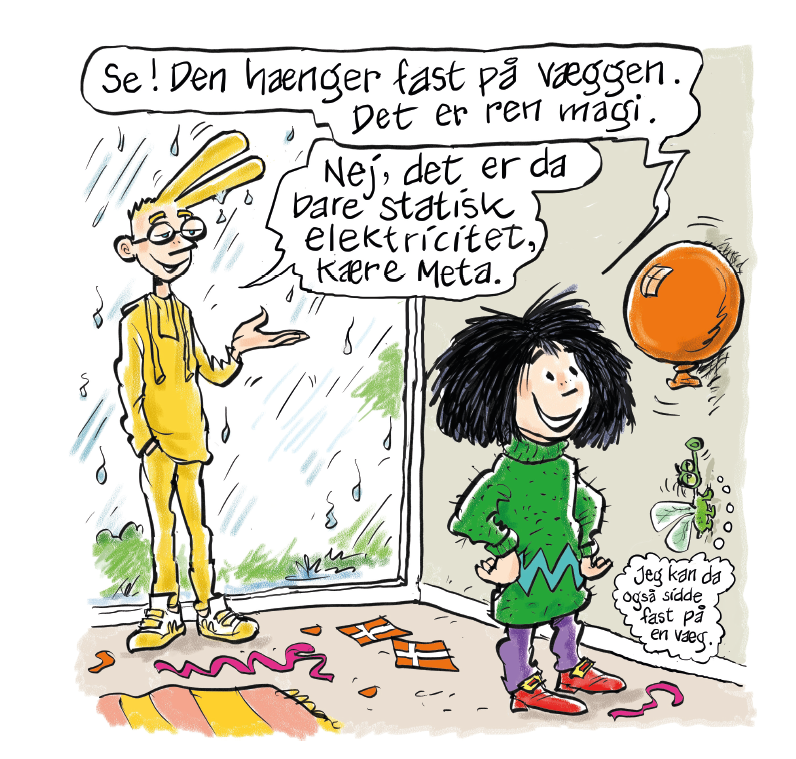 Se! Den hænger fast på væggen.
Det er ren magi.
Nej, det er da
bare statisk
elektricitet,
kære Meta.
Jeg kan da
også sidde
fast på
en væg.